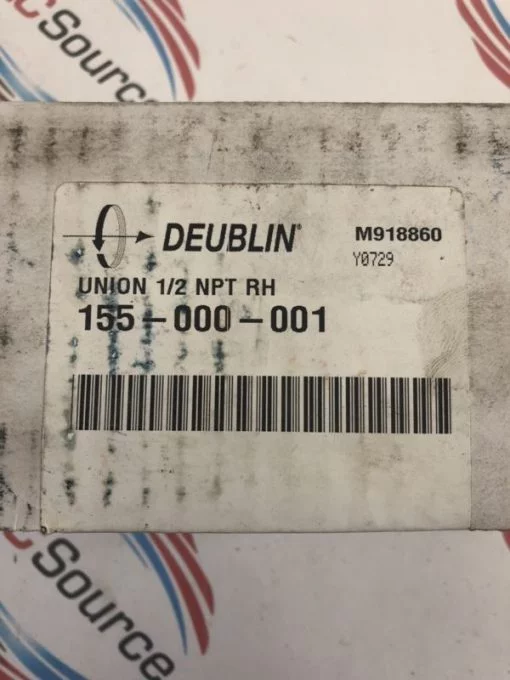 Source
DEUBLIN®
M918860
Y0729
UNION 1/2 NPT RH
155-000-001
C Source